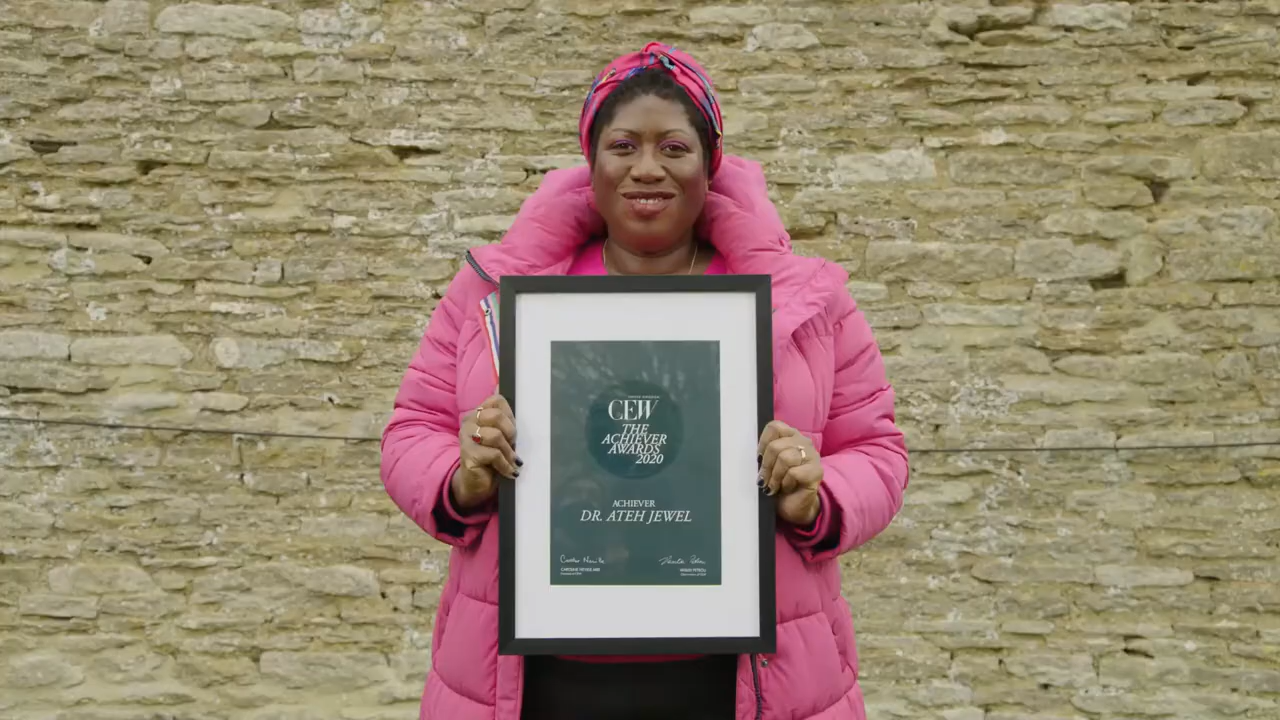 CEW
THE
ACHIEVER
AWARDS
2020
ACHIEVER
DR. ATEH JEWEL